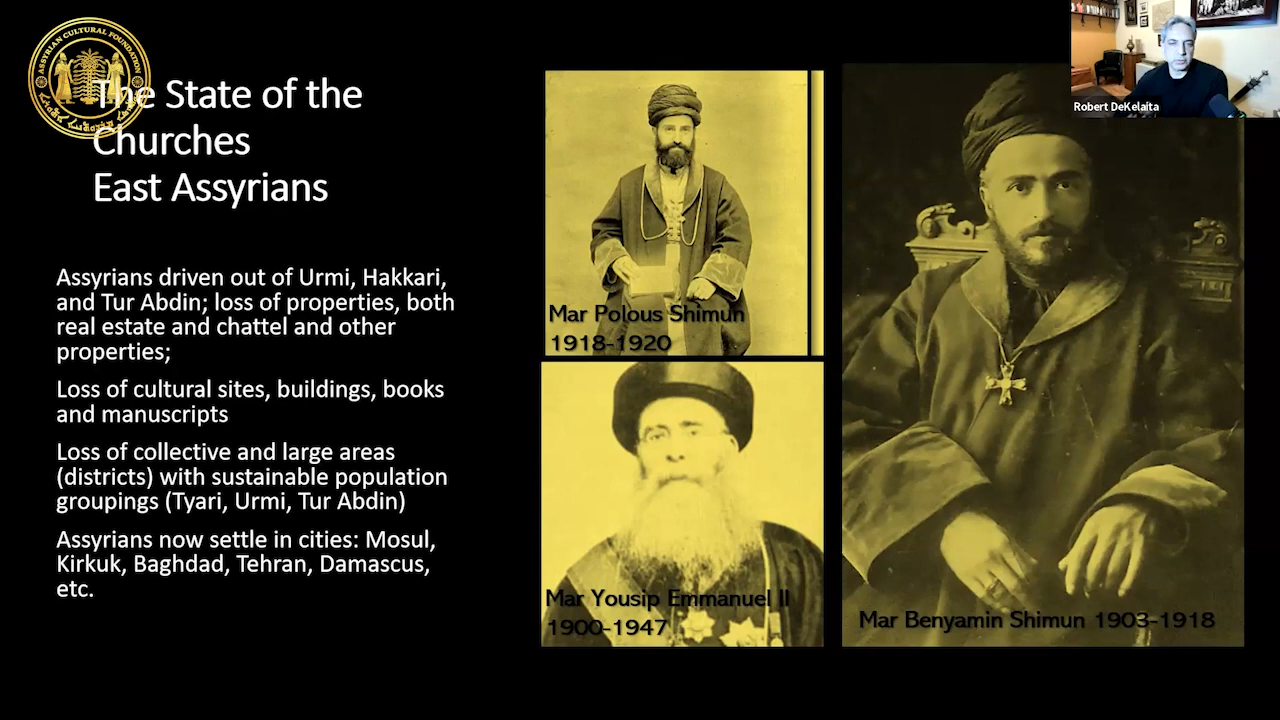 ASSYRIAN CULTURAL FOUNDATION
The State of the
Churches
East Assyrians
Assyrians driven out of Urmi, Hakkari,
and Tur Abdin; loss of properties, both
real estate and chattel and other
properties;
Loss of cultural sites, buildings, books
and manuscripts
Loss of collective and large areas
(districts) with sustainable population
groupings (Tyari, Urmi, Tur Abdin)
Assyrians now settle in cities: Mosul,
Kirkuk, Baghdad, Tehran, Damascus,
etc.
Mar Polous Shimun
1918-1920
Mar Yousip Emmanuel II
1900-1947
Mar Benyamin Shimun 1903-1918
Robert DeKelaita